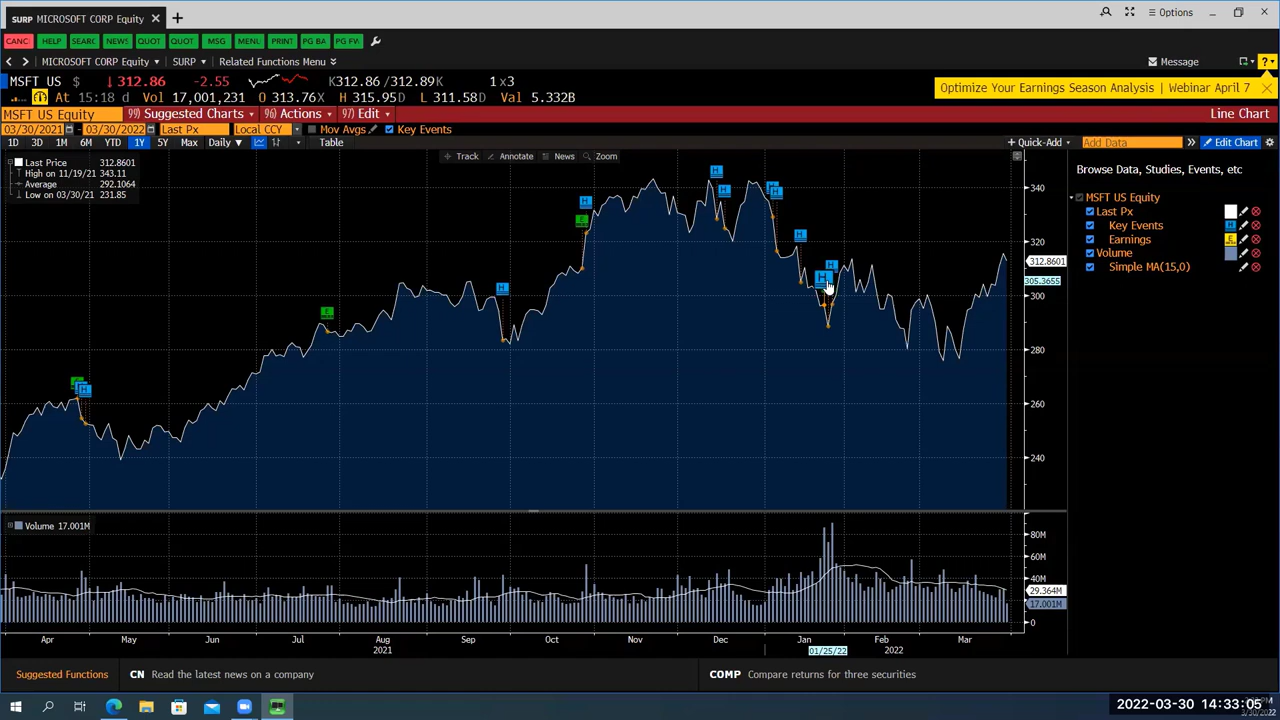 SURP MICROSOFT CORP Equity
Options
CANC HELP SEARC NEWS QUOT QUOT MSG MENU PRINT PG BA PG FW
MICROSOFT CORP Equity SURP Related Functions Menu Message
MSFT US $ 312.86 -2.55 K312.86 /312.89K 1x3
At 15:18 d Vol 17,001,231 O 313.76X H 315.95D L 311.58D Val 5.332B
Optimize Your Earnings Season Analysis | Webinar April 7
MSFT US Equity 99) Suggested Charts 96) Actions 97) Edit Line Chart
03/30/2021 - 03/30/2022 Last Px Local CCY Mov Avgs Key Events
1D 3D 1M 6M YTD 1Y 5Y Max Daily Table + Quick-Add Add Data Edit Chart
Track Annotate News Zoom
Last Price 312.8601
High on 11/19/21 343.11
Average 292.1064
Low on 03/30/21 231.85
Browse Data, Studies, Events, etc
MSFT US Equity
Last Px
Key Events
Earnings
Volume
Simple MA(15,0)
340
320
312.8601
305.3655
300
280
260
240
Volume 17.001M
80M
60M
40M
29.364M
17.001M
0
Apr May Jun Jul Aug Sep Oct Nov Dec Jan Feb Mar
2021 01/25/22 2022
Suggested Functions CN Read the latest news on a company COMP Compare returns for three securities
2022-03-30 14:33:05